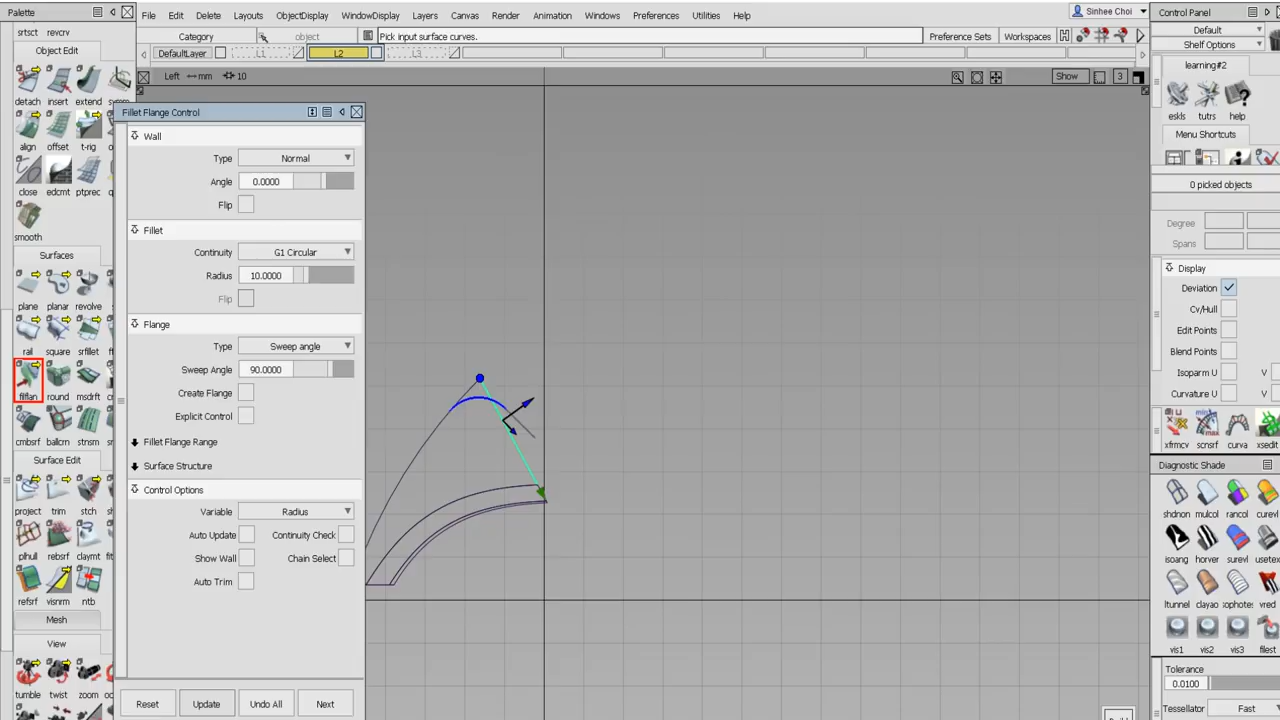 Palette
File Edit Delete Layouts ObjectDisplay WindowDisplay Layers Canvas Render Animation Windows Preferences Utilities Help
Sinhee Choi
Control Panel
srtsct revcrv
Category
object
Pick input surface curves.
Preference Sets
Workspaces
Default
Shelf Options
Object Edit
DefaultLayer L1 L2 L3
learning#2
detach insert extend symm
Left mm 10
Show
3
eskls tutrs help
Fillet Flange Control
Wall
Type Normal
Angle 0.0000
Flip
Fillet
Continuity G1 Circular
Radius 10.0000
Flip
Flange
Type Sweep angle
Sweep Angle 90.0000
Create Flange
Explicit Control
Fillet Flange Range
Surface Structure
Control Options
Variable Radius
Auto Update Continuity Check
Show Wall Chain Select
Auto Trim
Reset Update Undo All Next
align offset t-rig
close edcmt ptprec
smooth
Surfaces
plane planar revolve
rail square srfillet
filflan round msdrft
cmbsrf ballcrn stnsm
Surface Edit
project trim stch
plhull rebsrf claymt
refsrf visnrm ntb
Mesh
View
tumble twist zoom
Menu Shortcuts
0 picked objects
Degree
Spans
Display
Deviation
Cv/Hull
Edit Points
Blend Points
Isoparm U V
Curvature U V
xfrmcv scnsrf curva xsedit
Diagnostic Shade
shdnon mulcol rancol curevl
isoang horver surevl usetex
ltunnel clayao isophotes vred
vis1 vis2 vis3 filest
Tolerance
0.0100
Tessellator Fast